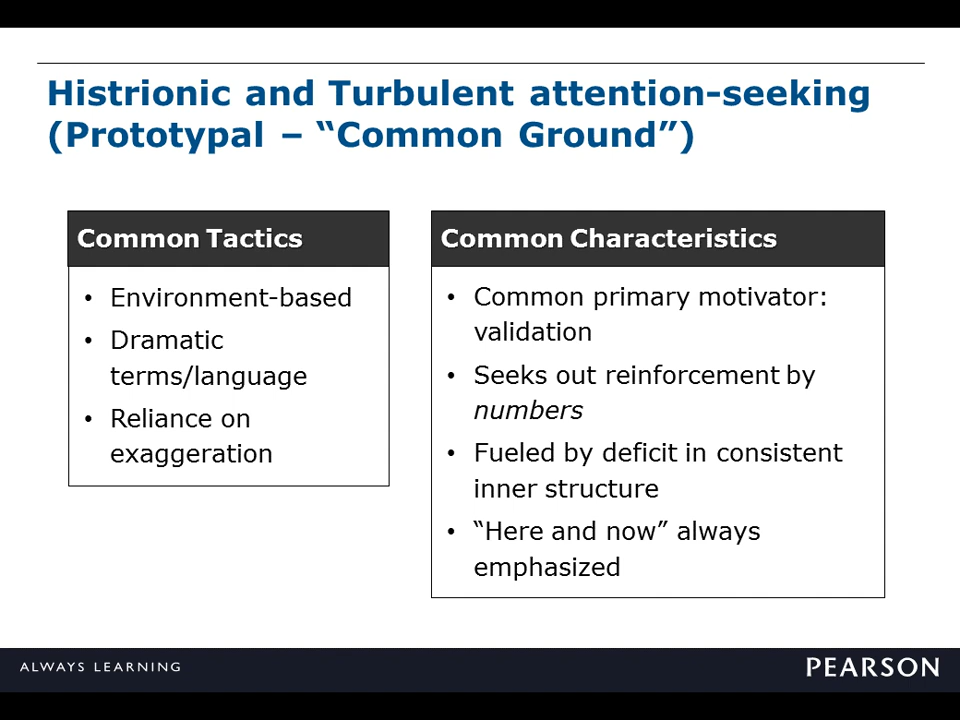 Histrionic and Turbulent attention-seeking
(Prototypal – “Common Ground”)
Common Tactics
• Environment-based
• Dramatic
terms/language
• Reliance on
exaggeration
Common Characteristics
• Common primary motivator:
validation
• Seeks out reinforcement by
numbers
• Fueled by deficit in consistent
inner structure
• “Here and now” always
emphasized
ALWAYS LEARNING
PEARSON